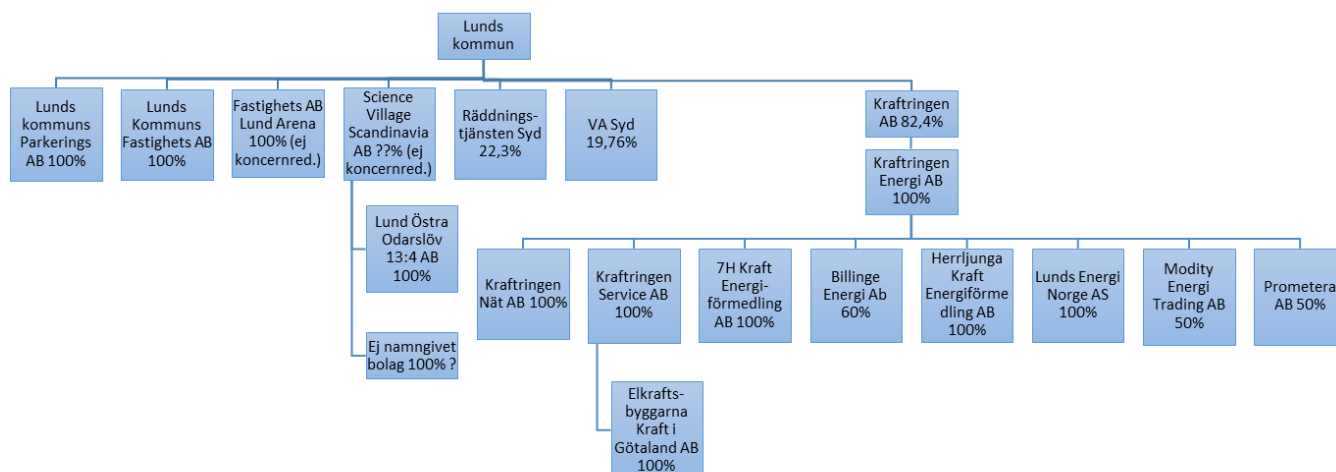 Lunds
kommun
Lunds
kommuns
Parkerings
AB 100%
Lunds
Kommuns
Fastighets AB
100%
Fastighets AB
Lund Arena
100% (ej
koncernred.)
Science
Village
Scandinavia
AB ??% (ej
koncernred.)
Räddnings-
tjänsten Syd
22,3%
VA Syd
19,76%
Kraftringen
AB 82,4%
Kraftringen
Energi AB
100%
Lund Östra
Odarslöv
13:4 AB
100%
Ej namngivet
bolag 100% ?
Kraftringen
Nät AB 100%
Kraftringen
Service AB
100%
7H Kraft
Energi-
förmedling
AB 100%
Billinge
Energi Ab
60%
Herrljunga
Kraft
Energiförme
dling AB
100%
Lunds Energi
Norge AS
100%
Modity
Energi
Trading AB
50%
Prometera
AB 50%
Elkrafts-
byggarna
Kraft i
Götaland AB
100%